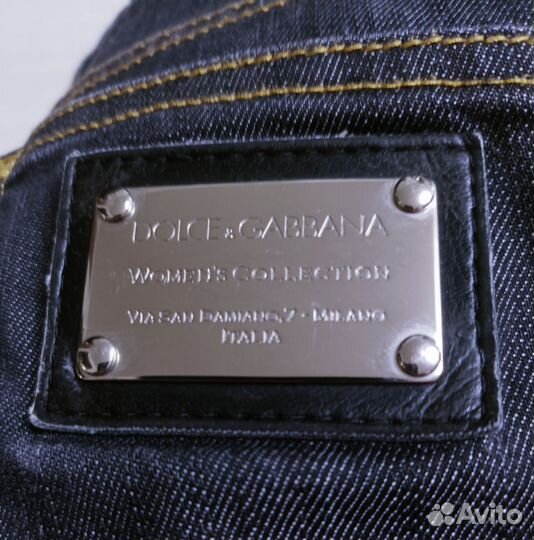 DOLCE & GABBANA
WOMEN'S COLLECTION
VIA SAN DAMIANO, 7 - MILANO
ITALIA
Avito